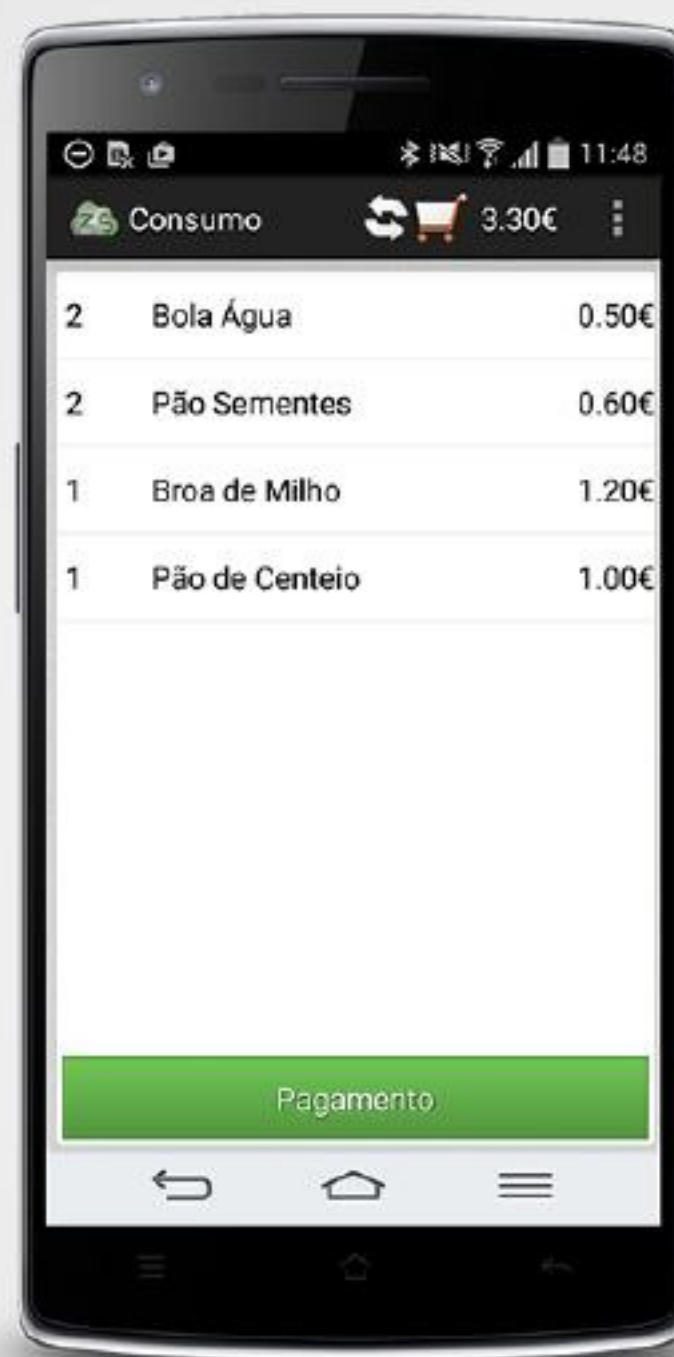 11:48
ZS Consumo 3.30€
2 Bola Água 0.50€
2 Pão Sementes 0.60€
1 Broa de Milho 1.20€
1 Pão de Centeio 1.00€
Pagamento